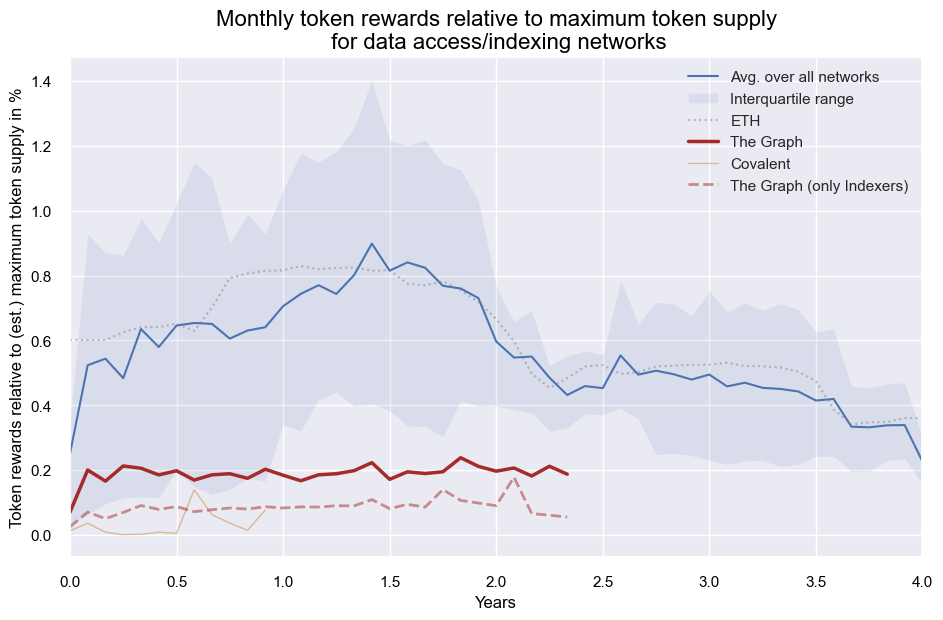 Monthly token rewards relative to maximum token supply
for data access/indexing networks
Token rewards relative to (est.) maximum token supply in %
1.4
1.2
1.0
0.8
0.6
0.4
0.2
0.0
Avg. over all networks
Interquartile range
ETH
The Graph
Covalent
The Graph (only Indexers)
0.0 0.5 1.0 1.5 2.0 2.5 3.0 3.5 4.0
Years